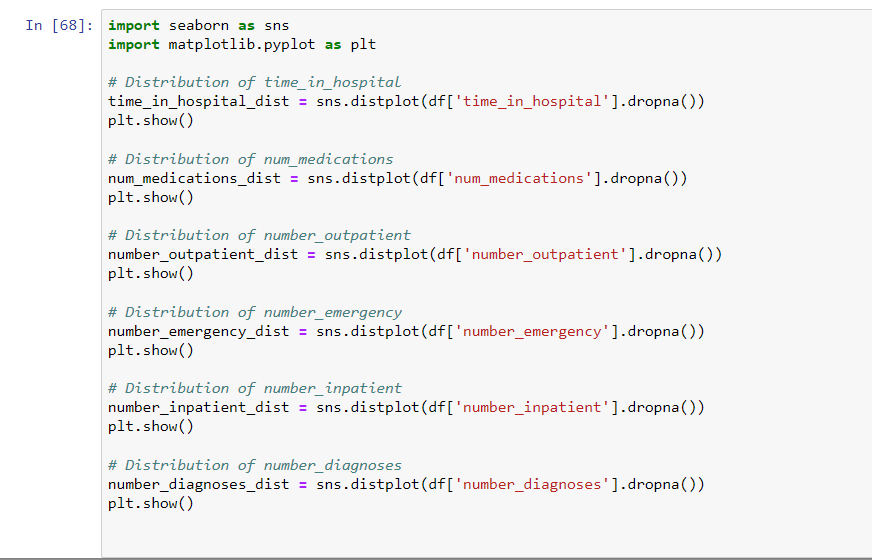 In [68]: import seaborn as sns
import matplotlib.pyplot as plt
# Distribution of time_in_hospital
time_in_hospital_dist = sns.distplot(df['time_in_hospital'].dropna())
plt.show()
# Distribution of num_medications
num_medications_dist = sns.distplot(df['num_medications'].dropna())
plt.show()
# Distribution of number_outpatient
number_outpatient_dist = sns.distplot(df['number_outpatient'].dropna())
plt.show()
# Distribution of number_emergency
number_emergency_dist = sns.distplot(df['number_emergency'].dropna())
plt.show()
# Distribution of number_inpatient
number_inpatient_dist = sns.distplot(df['number_inpatient'].dropna())
plt.show()
# Distribution of number_diagnoses
number_diagnoses_dist = sns.distplot(df['number_diagnoses'].dropna())
plt.show()